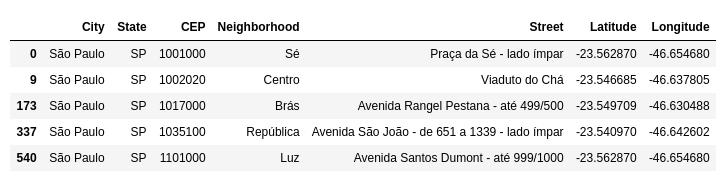 City State CEP Neighborhood Street Latitude Longitude
0 São Paulo SP 1001000 Sé Praça da Sé - lado ímpar -23.562870 -46.654680
9 São Paulo SP 1002020 Centro Viaduto do Chá -23.546685 -46.637805
173 São Paulo SP 1017000 Brás Avenida Rangel Pestana - até 499/500 -23.549709 -46.630488
337 São Paulo SP 1035100 República Avenida São João - de 651 a 1339 - lado ímpar -23.540970 -46.642602
540 São Paulo SP 1101000 Luz Avenida Santos Dumont - até 999/1000 -23.562870 -46.654680